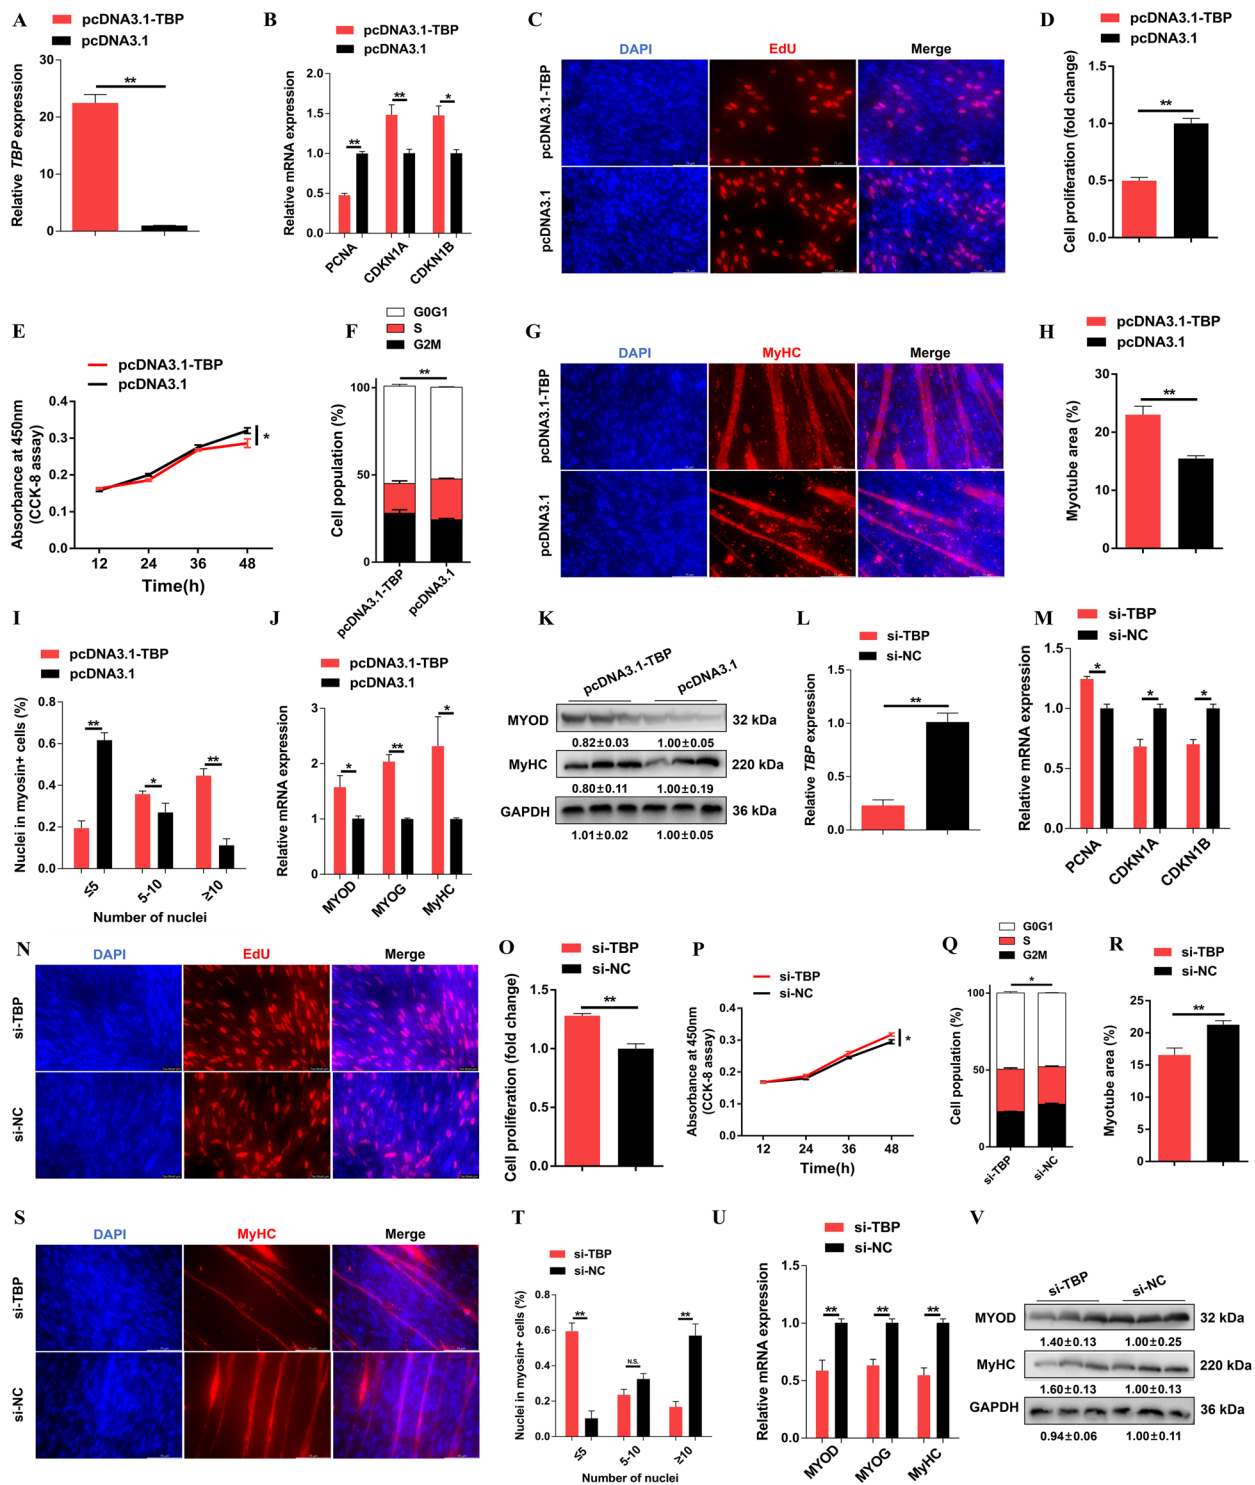 A
pcDNA3.1-TBP
pcDNA3.1
Relative TBP expression
30
20
10
0
**
B
pcDNA3.1-TBP
pcDNA3.1
Relative mRNA expression
2.0
1.5
1.0
0.5
0.0
** ** *
PCNA CDKN1A CDKN1B
C
DAPI EdU Merge
pcDNA3.1-TBP
pcDNA3.1
D
pcDNA3.1-TBP
pcDNA3.1
Cell proliferation (fold change)
1.5
1.0
0.5
0.0
**
E
pcDNA3.1-TBP
pcDNA3.1
Absorbance at 450nm
(CCK-8 assay)
0.4
0.3
0.2
0.1
0.0
*
12 24 36 48
Time(h)
F
G0G1
S
G2M
Cell population (%)
100
50
0
**
pcDNA3.1-TBP pcDNA3.1
G
DAPI MyHC Merge
pcDNA3.1-TBP
pcDNA3.1
H
pcDNA3.1-TBP
pcDNA3.1
Myotube area (%)
30
20
10
0
**
I
pcDNA3.1-TBP
pcDNA3.1
Nuclei in myosin+ cells (%)
0.8
0.6
0.4
0.2
0.0
** * **
≤5 5-10 ≥10
Number of nuclei
J
pcDNA3.1-TBP
pcDNA3.1
Relative mRNA expression
3
2
1
0
* ** *
MYOD MYOG MyHC
K
pcDNA3.1-TBP pcDNA3.1
MYOD 32 kDa
0.82±0.03 1.00±0.05
MyHC 220 kDa
0.80±0.11 1.00±0.19
GAPDH 36 kDa
1.01±0.02 1.00±0.05
L
si-TBP
si-NC
Relative TBP expression
1.5
1.0
0.5
0.0
**
M
si-TBP
si-NC
Relative mRNA expression
1.5
1.0
0.5
0.0
* * *
PCNA CDKN1A CDKN1B
N
DAPI EdU Merge
si-TBP
si-NC
O
si-TBP
si-NC
Cell proliferation (fold change)
1.5
1.0
0.5
0.0
**
P
si-TBP
si-NC
Absorbance at 450nm
(CCK-8 assay)
0.4
0.3
0.2
0.1
0.0
*
12 24 36 48
Time(h)
Q
G0G1
S
G2M
Cell population (%)
100
50
0
*
si-TBP si-NC
R
si-TBP
si-NC
Myotube area (%)
25
20
15
10
5
0
**
S
DAPI MyHC Merge
si-TBP
si-NC
T
si-TBP
si-NC
Nuclei in myosin+ cells (%)
0.8
0.6
0.4
0.2
0.0
** N.S. **
≤5 5-10 ≥10
Number of nuclei
U
si-TBP
si-NC
Relative mRNA expression
1.5
1.0
0.5
0.0
** ** **
MYOD MYOG MyHC
V
si-TBP si-NC
MYOD 32 kDa
1.40±0.13 1.00±0.25
MyHC 220 kDa
1.60±0.13 1.00±0.13
GAPDH 36 kDa
0.94±0.06 1.00±0.11